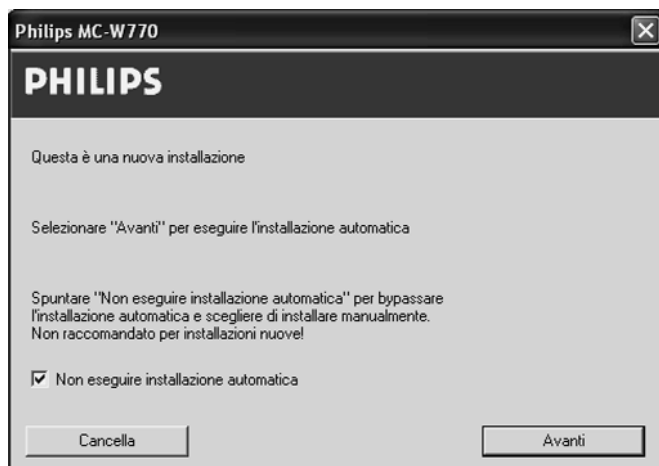 Philips MC-W770
PHILIPS
Questa è una nuova installazione
Selezionare "Avanti" per eseguire l'installazione automatica
Spuntare "Non eseguire installazione automatica" per bypassare
l'installazione automatica e scegliere di installare manualmente.
Non raccomandato per installazioni nuove!
Non eseguire installazione automatica
Cancella
Avanti